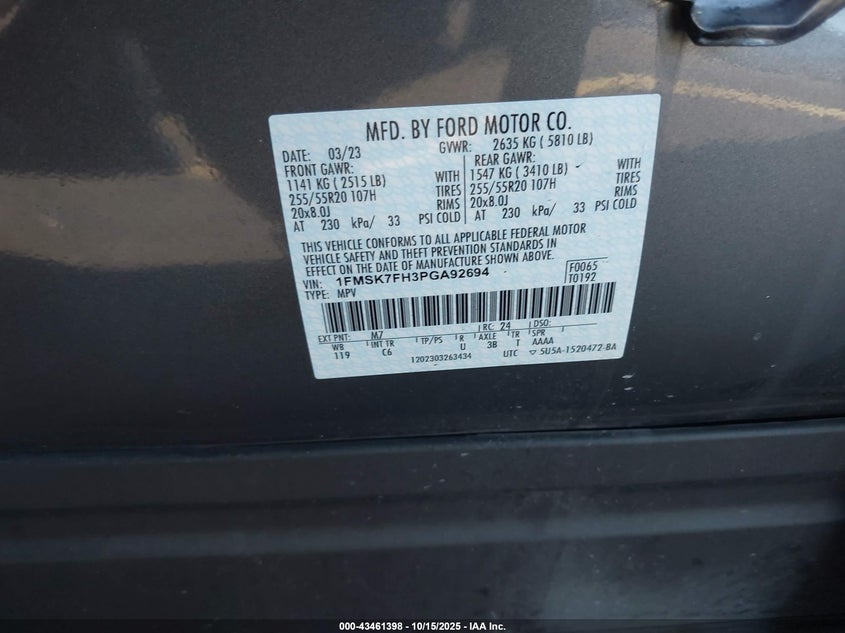 MFD. BY FORD MOTOR CO.
DATE: 03/23 GVWR: 2635 KG ( 5810 LB)
FRONT GAWR: REAR GAWR:
1141 KG ( 2515 LB) WITH 1547 KG ( 3410 LB) WITH
255/55R20 107H TIRES 255/55R20 107H TIRES
20x8.0J RIMS 20x8.0J RIMS
AT 230 kPa/ 33 PSI COLD AT 230 kPa/ 33 PSI COLD
THIS VEHICLE CONFORMS TO ALL APPLICABLE FEDERAL MOTOR
VEHICLE SAFETY AND THEFT PREVENTION STANDARDS IN
EFFECT ON THE DATE OF MANUFACTURE SHOWN ABOVE.
VIN: 1FMSK7FH3PGA92694 F0065
TYPE: MPV T0192
EXT PNT: M7 RC: 24 DSO:
WB INT TR TP/PS R AXLE TR SPR
119 C6 U 3B T AAAA
1202303263434 UTC ▽ 5U5A-1520472-BA
000-43461398 - 10/15/2025 - IAA Inc.